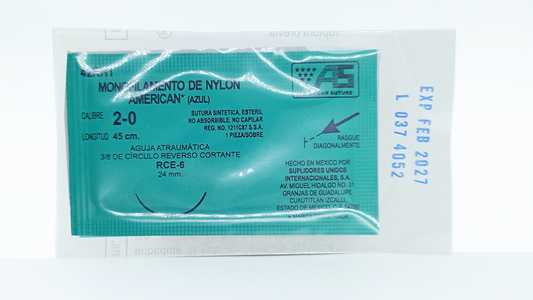 MONOFILAMENTO DE NYLON
AMERICAN* (AZUL)
CALIBRE 2-0
LONGITUD 45 cm.
SUTURA SINTETICA, ESTERIL
NO ABSORBIBLE, NO CAPILAR
REG. NO. 1211C87 S.S.A.
1 PIEZA/SOBRE
AGUJA ATRAUMÁTICA
3/8 DE CÍRCULO REVERSO CORTANTE
RCE-6
24 mm.
AS
AMERICAN SUTURE
RASGUE
DIAGONALMENTE
HECHO EN MEXICO POR
SUPLIDORES UNIDOS
INTERNACIONALES, S.A.
AV. MIGUEL HIDALGO NO. 31
GRANJAS DE GUADALUPE
CUAUTITLAN IZCALLI,
ESTADO DE MEXICO, C.P.
EXP FEB 2027
L 037 4052